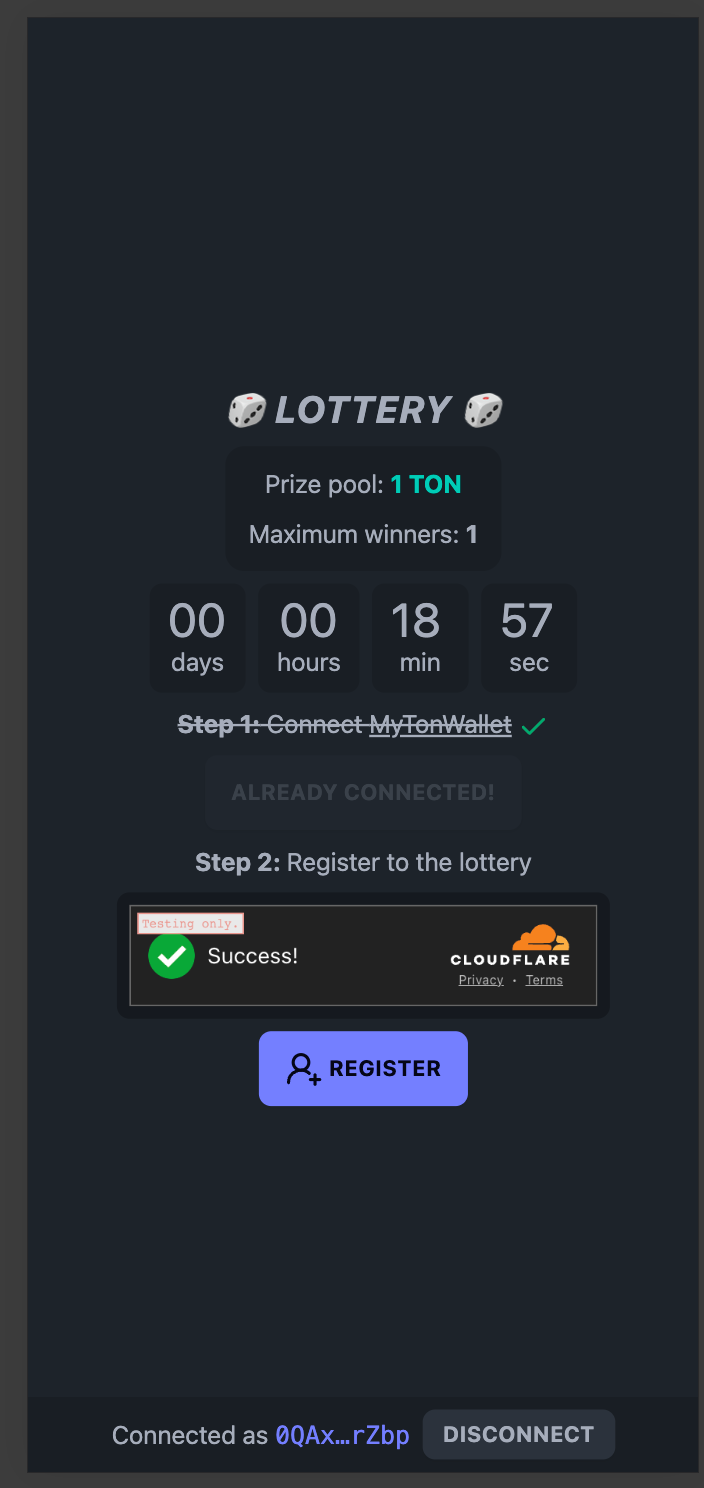 🎲 LOTTERY 🎲
Prize pool: 1 TON
Maximum winners: 1
00 00 18 57
days hours min sec
Step 1: Connect MyTonWallet
ALREADY CONNECTED!
Step 2: Register to the lottery
Testing only.
Success!
CLOUDFLARE
Privacy • Terms
REGISTER
Connected as 0QAx…rZbp DISCONNECT